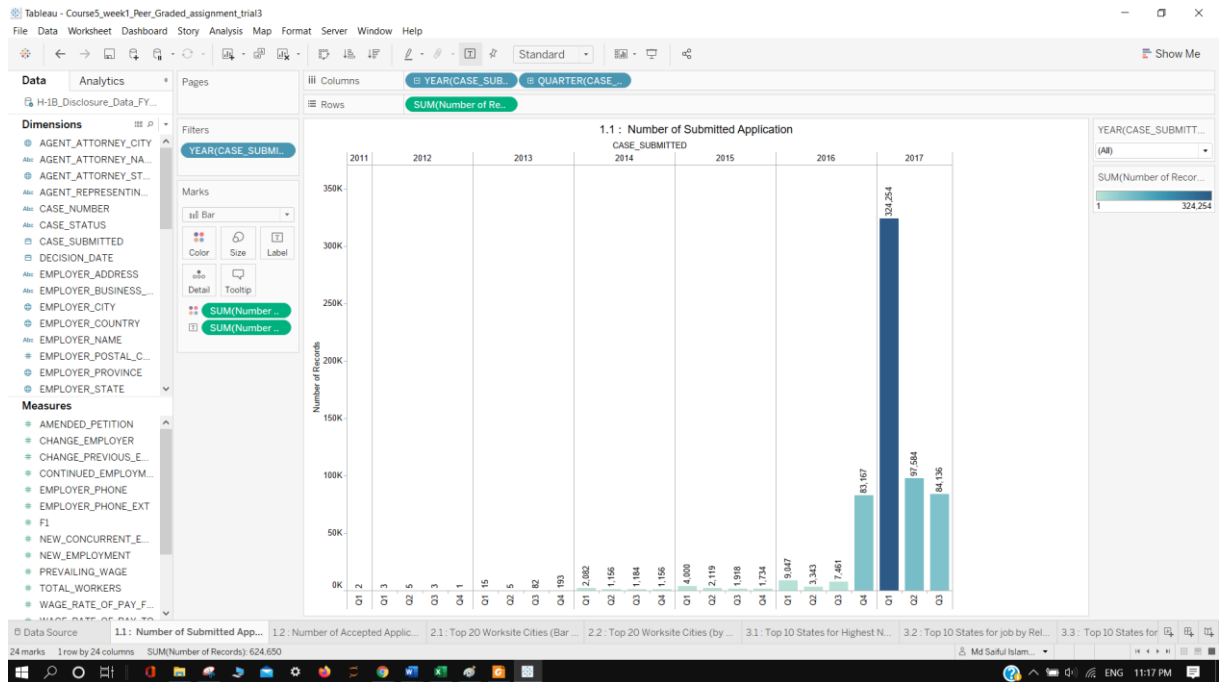 Tableau - Course5_week1_Peer_Graded_assignment_trial3
File Data Worksheet Dashboard Story Analysis Map Format Server Window Help
Standard
Show Me
Data Analytics
H-1B_Disclosure_Data_FY...
Dimensions
AGENT_ATTORNEY_CITY
Abc AGENT_ATTORNEY_NA...
AGENT_ATTORNEY_ST...
Abc AGENT_REPRESENTIN...
Abc CASE_NUMBER
Abc CASE_STATUS
CASE_SUBMITTED
DECISION_DATE
Abc EMPLOYER_ADDRESS
Abc EMPLOYER_BUSINESS_...
EMPLOYER_CITY
EMPLOYER_COUNTRY
Abc EMPLOYER_NAME
# EMPLOYER_POSTAL_C...
EMPLOYER_PROVINCE
EMPLOYER_STATE
Measures
# AMENDED_PETITION
# CHANGE_EMPLOYER
# CHANGE_PREVIOUS_E...
# CONTINUED_EMPLOYM...
# EMPLOYER_PHONE
# EMPLOYER_PHONE_EXT
# F1
# NEW_CONCURRENT_E...
# NEW_EMPLOYMENT
# PREVAILING_WAGE
# TOTAL_WORKERS
# WAGE_RATE_OF_PAY_F...
Pages
Filters
YEAR(CASE_SUBMI..
Marks
Bar
Color Size Label
Detail Tooltip
SUM(Number ..
SUM(Number ..
Columns YEAR(CASE_SUB.. QUARTER(CASE_..
Rows SUM(Number of Re..
1.1 : Number of Submitted Application
CASE_SUBMITTED
2011 2012 2013 2014 2015 2016 2017
Number of Records
350K
300K
250K
200K
150K
100K
50K
0K
2 3 5 3 1 15 5 82 193 2,082 1,156 1,184 1,156 4,000 2,119 1,918 1,734 9,047 3,343 7,461 83,167 324,254 97,584 84,136
Q1 Q1 Q2 Q3 Q4 Q1 Q2 Q3 Q4 Q1 Q2 Q3 Q4 Q1 Q2 Q3 Q4 Q1 Q2 Q3 Q4 Q1 Q2 Q3
YEAR(CASE_SUBMITT...
(All)
SUM(Number of Recor...
1 324,254
Data Source 1.1: Number of Submitted App... 1.2 : Number of Accepted Applic... 2.1 : Top 20 Worksite Cities (Bar ... 2.2 : Top 20 Worksite Cities (by ... 3.1 : Top 10 States for Highest N... 3.2 : Top 10 States for job by Rel... 3.3 : Top 10 States for
24 marks 1 row by 24 columns SUM(Number of Records): 624,650
Md Saiful Islam...
ENG 11:17 PM